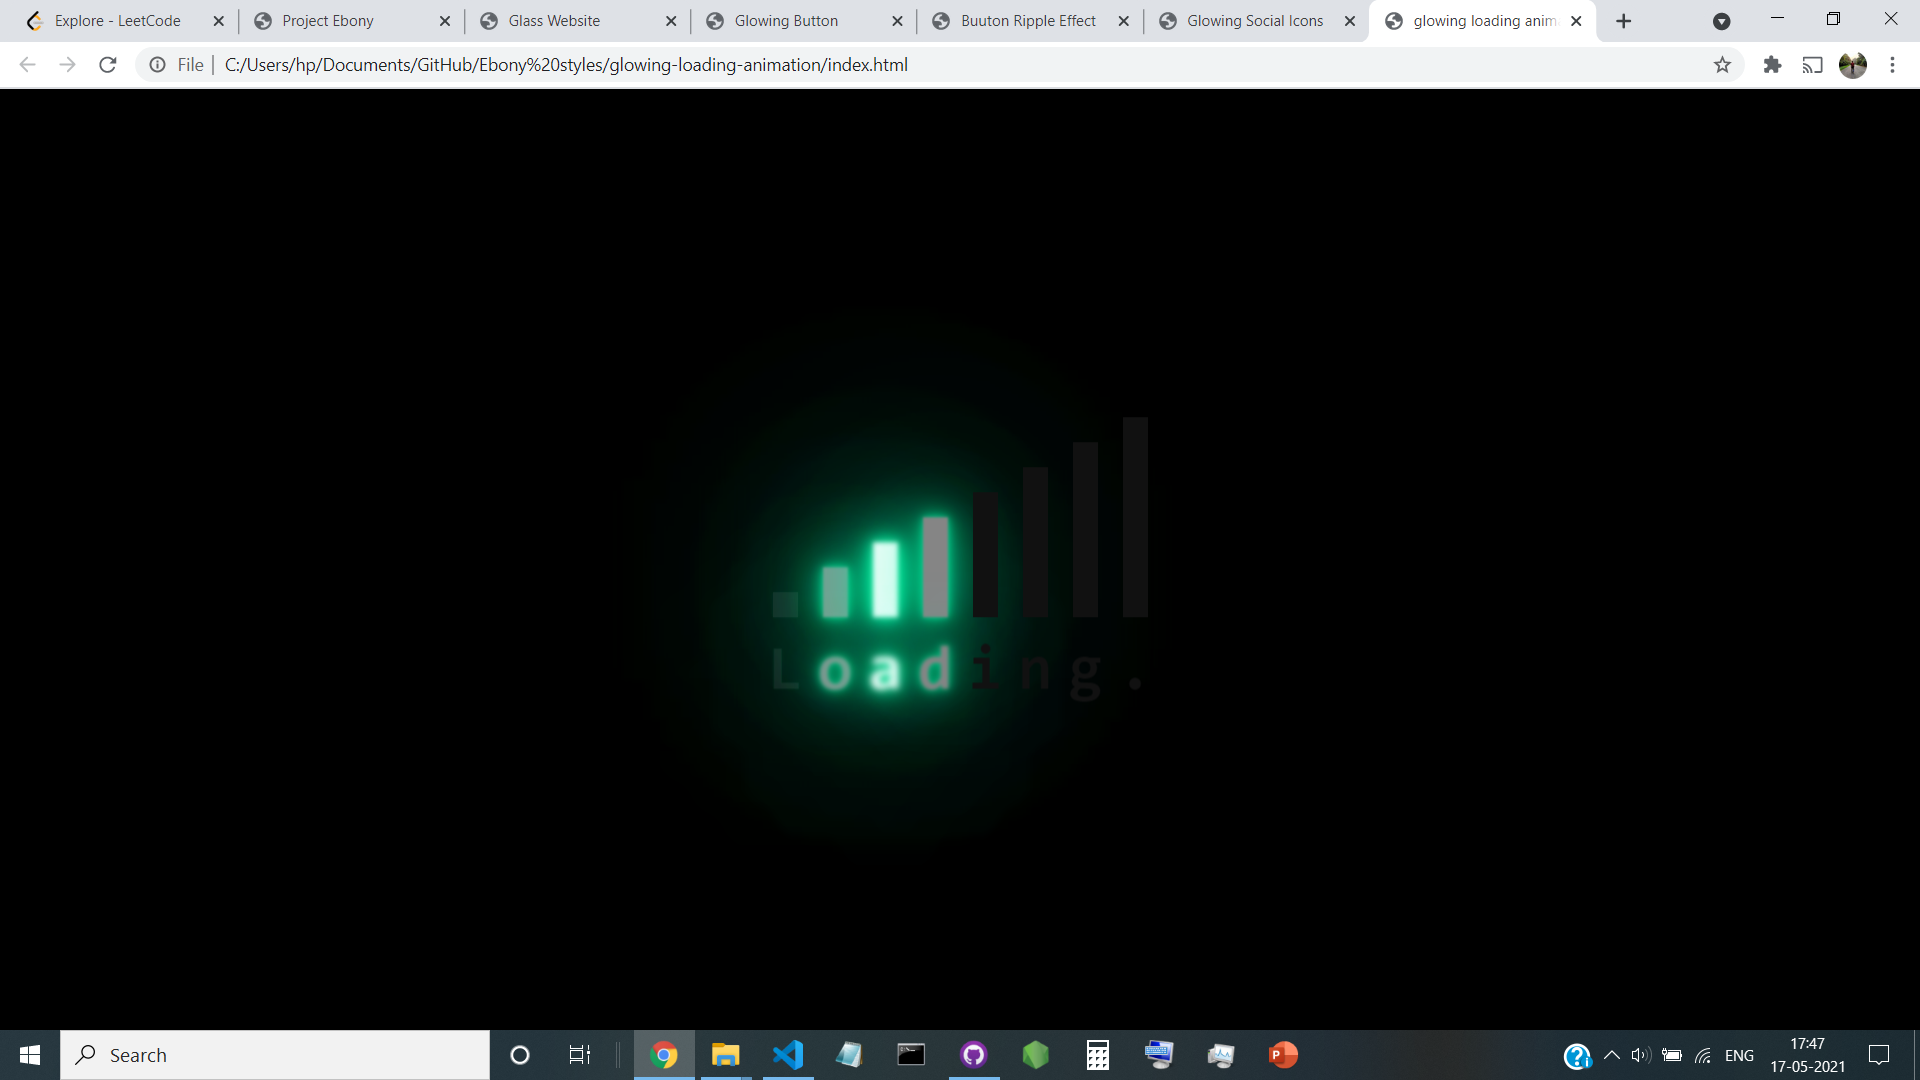 Explore - LeetCode
Project Ebony
Glass Website
Glowing Button
Buuton Ripple Effect
Glowing Social Icons
glowing loading anim
File
C:/Users/hp/Documents/GitHub/Ebony%20styles/glowing-loading-animation/index.html
Loading.
Search
ENG
17:47
17-05-2021